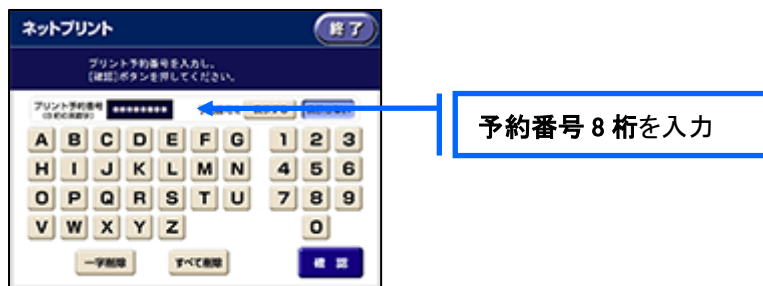 ネットプリント
終了
プリント予約番号を入力し、
[確認]ボタンを押してください。
プリント予約番号
********
予約番号8桁を入力
A B C D E F G 1 2 3
H I J K L M N 4 5 6
O P Q R S T U 7 8 9
V W X Y Z 0
一字削除 すべて削除 確認